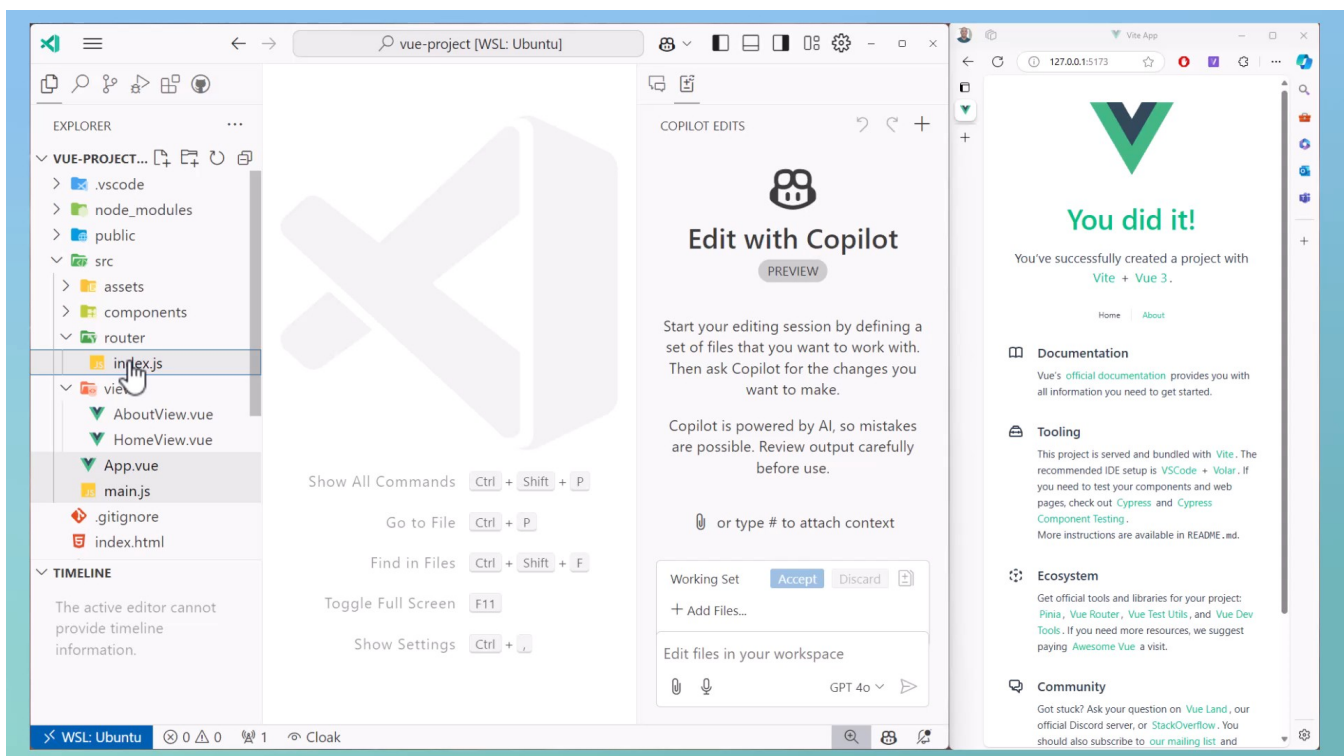 vue-project [WSL: Ubuntu]
EXPLORER
VUE-PROJECT...
.vscode
node_modules
public
src
assets
components
router
index.js
AboutView.vue
HomeView.vue
App.vue
main.js
.gitignore
index.html
TIMELINE
The active editor cannot
provide timeline
information.
Show All Commands Ctrl + Shift + P
Go to File Ctrl + P
Find in Files Ctrl + Shift + F
Toggle Full Screen F11
Show Settings Ctrl + ,
COPILOT EDITS
Edit with Copilot
PREVIEW
Start your editing session by defining a
set of files that you want to work with.
Then ask Copilot for the changes you
want to make.
Copilot is powered by AI, so mistakes
are possible. Review output carefully
before use.
or type # to attach context
Working Set Accept Discard
+ Add Files...
Edit files in your workspace
GPT 4o
WSL: Ubuntu 0 0 1 Cloak
Vite App
127.0.0.1:5173
You did it!
You've successfully created a project with
Vite + Vue 3.
Home About
Documentation
Vue's official documentation provides you with
all information you need to get started.
Tooling
This project is served and bundled with Vite. The
recommended IDE setup is VSCode + Volar. If
you need to test your components and web
pages, check out Cypress and Cypress
Component Testing.
More instructions are available in README.md.
Ecosystem
Get official tools and libraries for your project:
Pinia, Vue Router, Vue Test Utils, and Vue Dev
Tools. If you need more resources, we suggest
paying Awesome Vue a visit.
Community
Got stuck? Ask your question on Vue Land, our
official Discord server, or StackOverflow. You
should also subscribe to our mailing list and